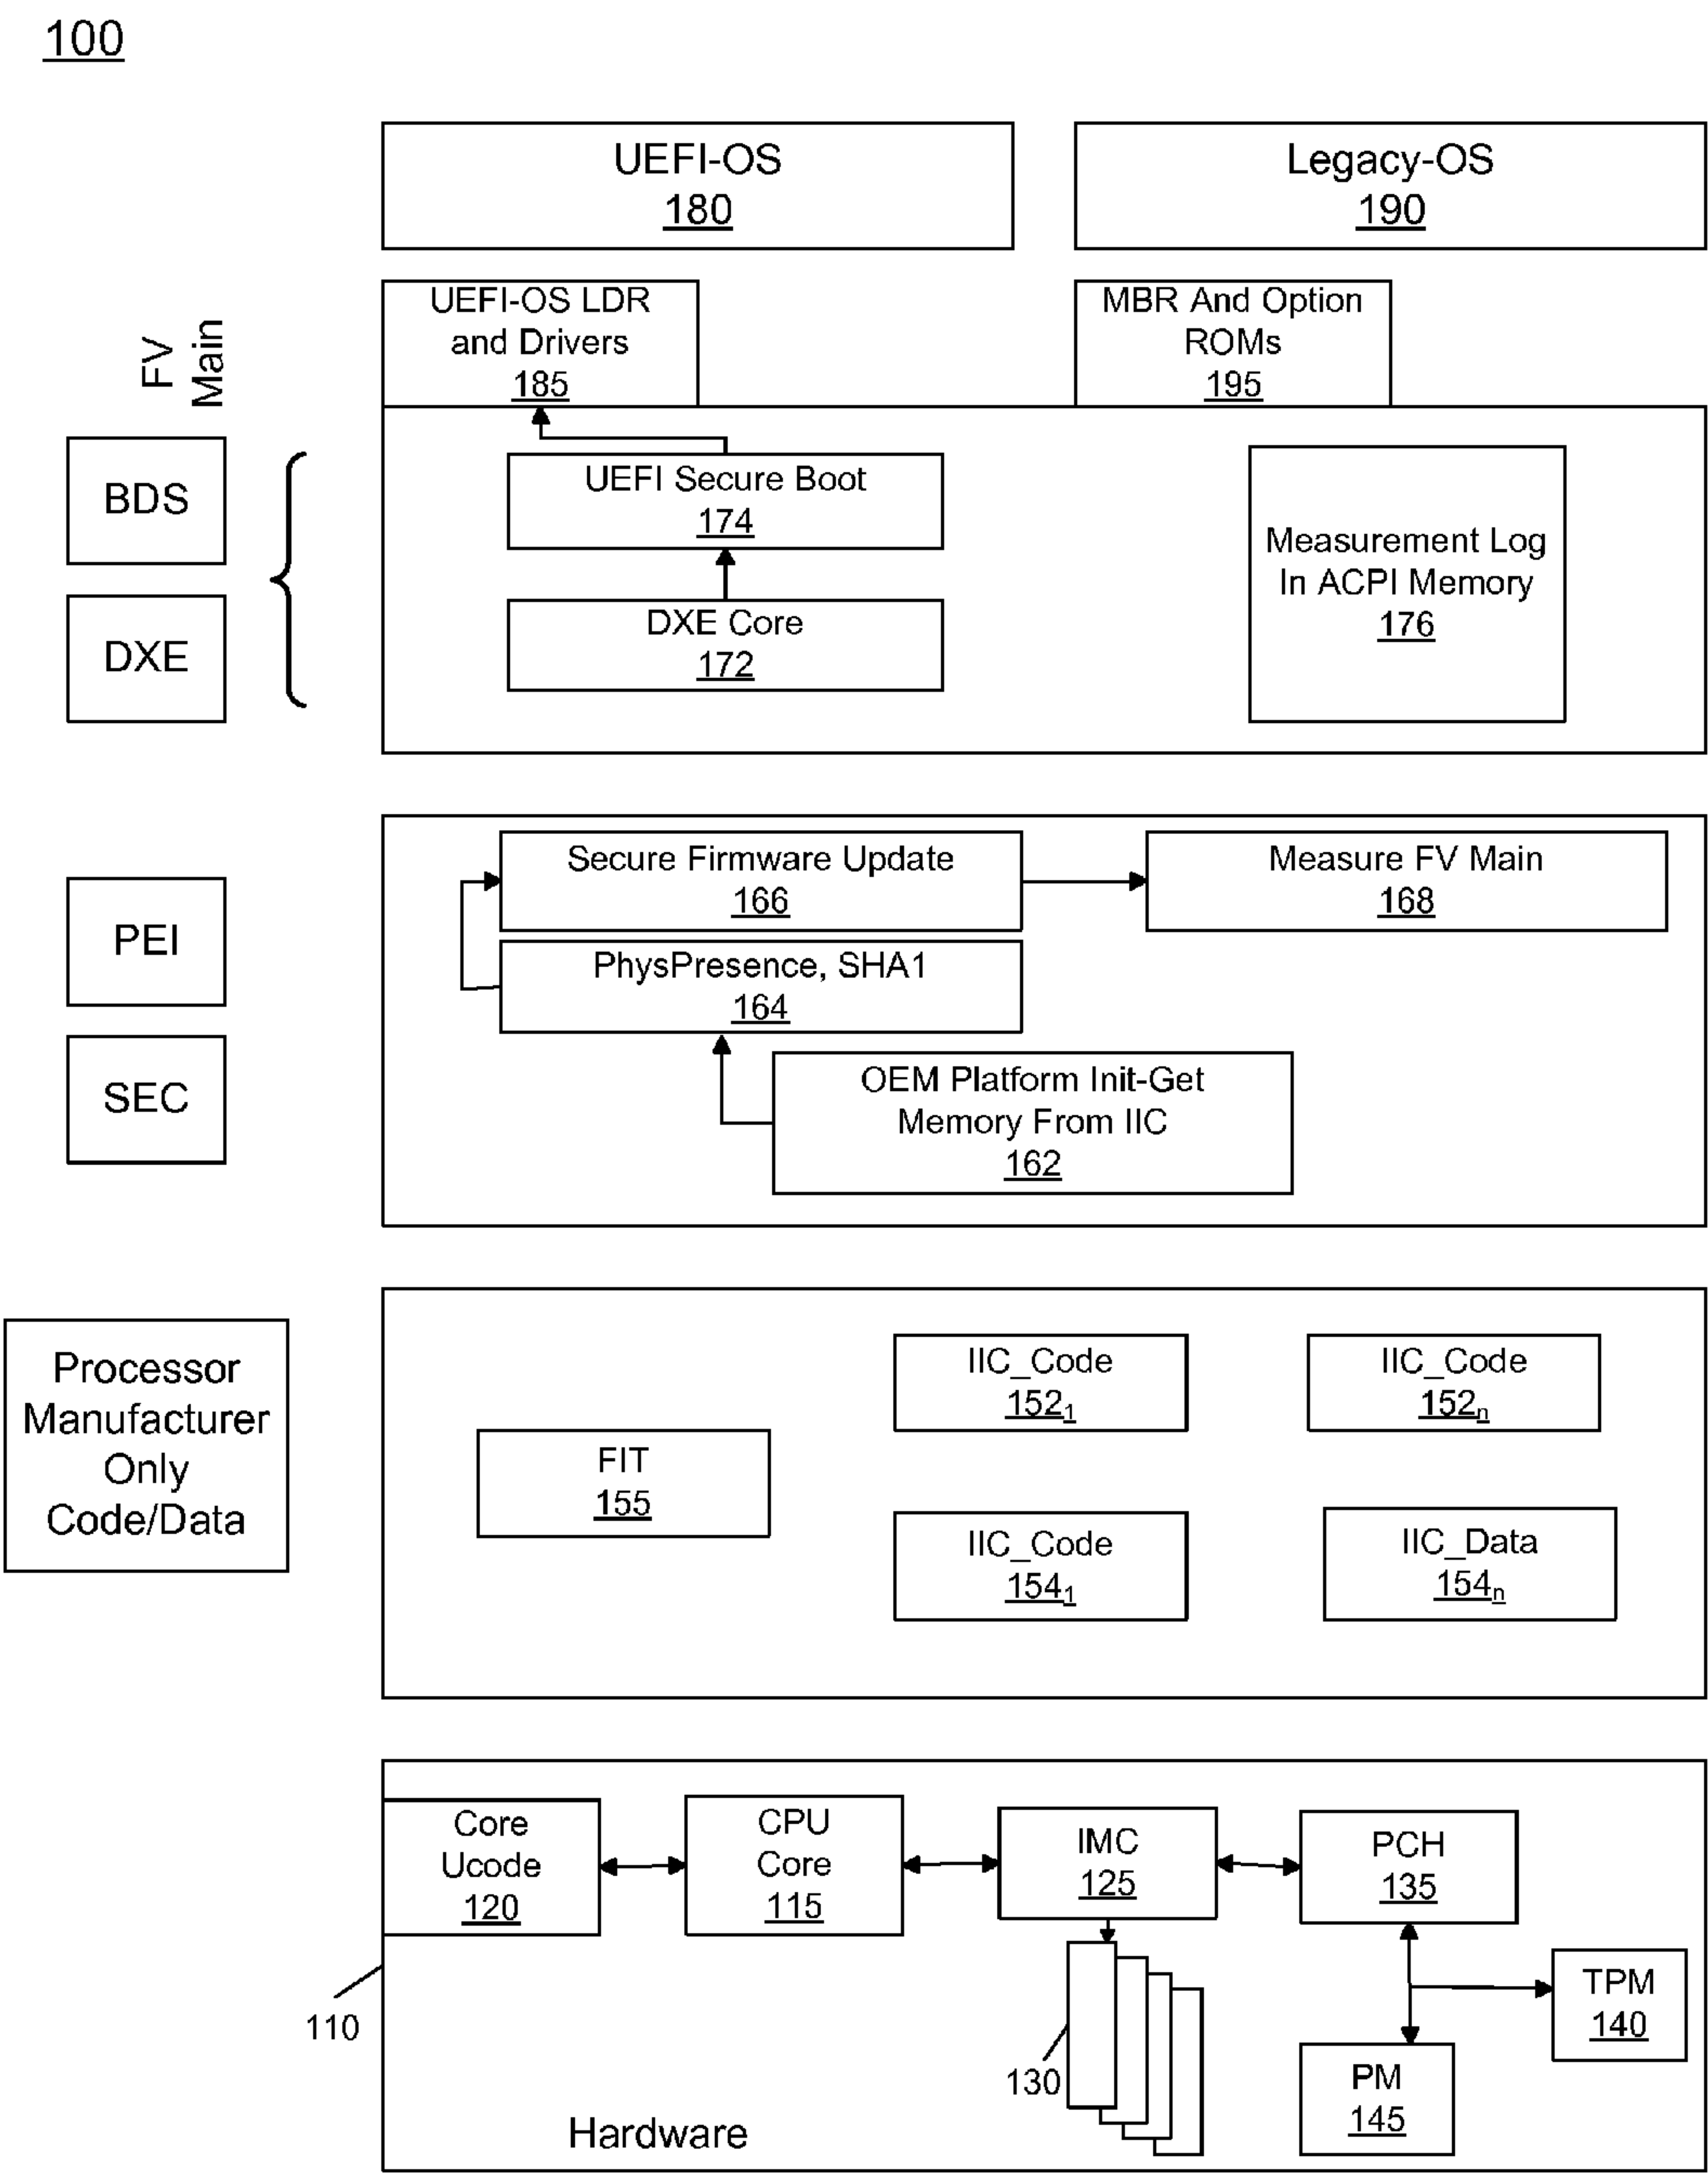 100
UEFI-OS
180
Legacy-OS
190
FV
Main
UEFI-OS LDR
and Drivers
185
MBR And Option
ROMs
195
BDS
DXE
UEFI Secure Boot
174
DXE Core
172
Measurement Log
In ACPI Memory
176
PEI
SEC
Secure Firmware Update
166
Measure FV Main
168
PhysPresence, SHA1
164
OEM Platform Init-Get
Memory From IIC
162
Processor
Manufacturer
Only
Code/Data
FIT
155
IIC_Code
152₁
IIC_Code
152ₙ
IIC_Code
154₁
IIC_Data
154ₙ
Core
Ucode
120
CPU
Core
115
IMC
125
PCH
135
110
130
TPM
140
PM
145
Hardware